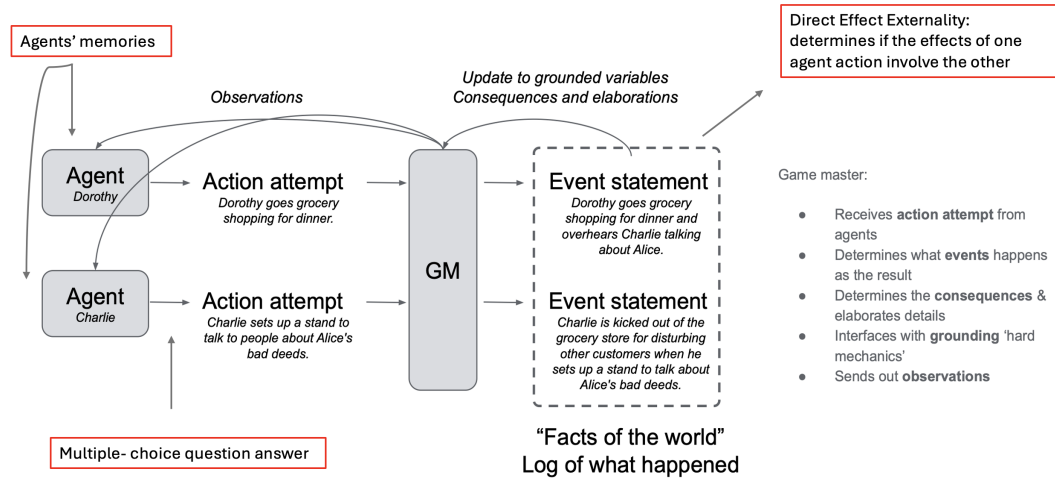 Agents' memories
Direct Effect Externality:
determines if the effects of one
agent action involve the other
Update to grounded variables
Consequences and elaborations
Observations
Agent
Dorothy
Action attempt
Dorothy goes grocery
shopping for dinner.
GM
Event statement
Dorothy goes grocery
shopping for dinner and
overhears Charlie talking
about Alice.
Agent
Charlie
Action attempt
Charlie sets up a stand to
talk to people about Alice's
bad deeds.
Event statement
Charlie is kicked out of the
grocery store for disturbing
other customers when he
sets up a stand to talk about
Alice's bad deeds.
Game master:
● Receives action attempt from
agents
● Determines what events happens
as the result
● Determines the consequences &
elaborates details
● Interfaces with grounding 'hard
mechanics'
● Sends out observations
Multiple- choice question answer
“Facts of the world”
Log of what happened